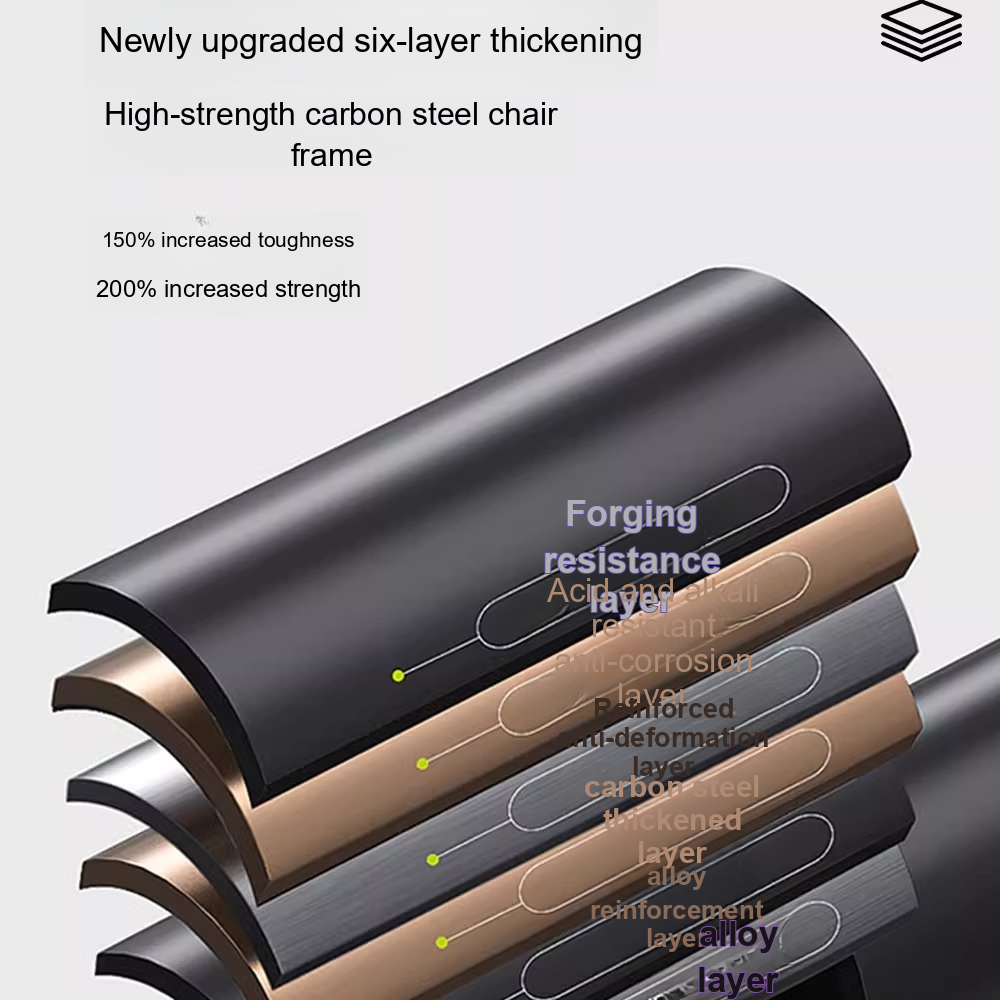 Newly upgraded six-layer thickening
High-strength carbon steel chair
frame
150% increased toughness
200% increased strength
Forging
resistance
layer
Acid and alkali
resistant
anti-corrosion
layer
Reinforced
anti-deformation
layer
carbon steel
thickened
layer
alloy
reinforcement
layer
alloy
layer